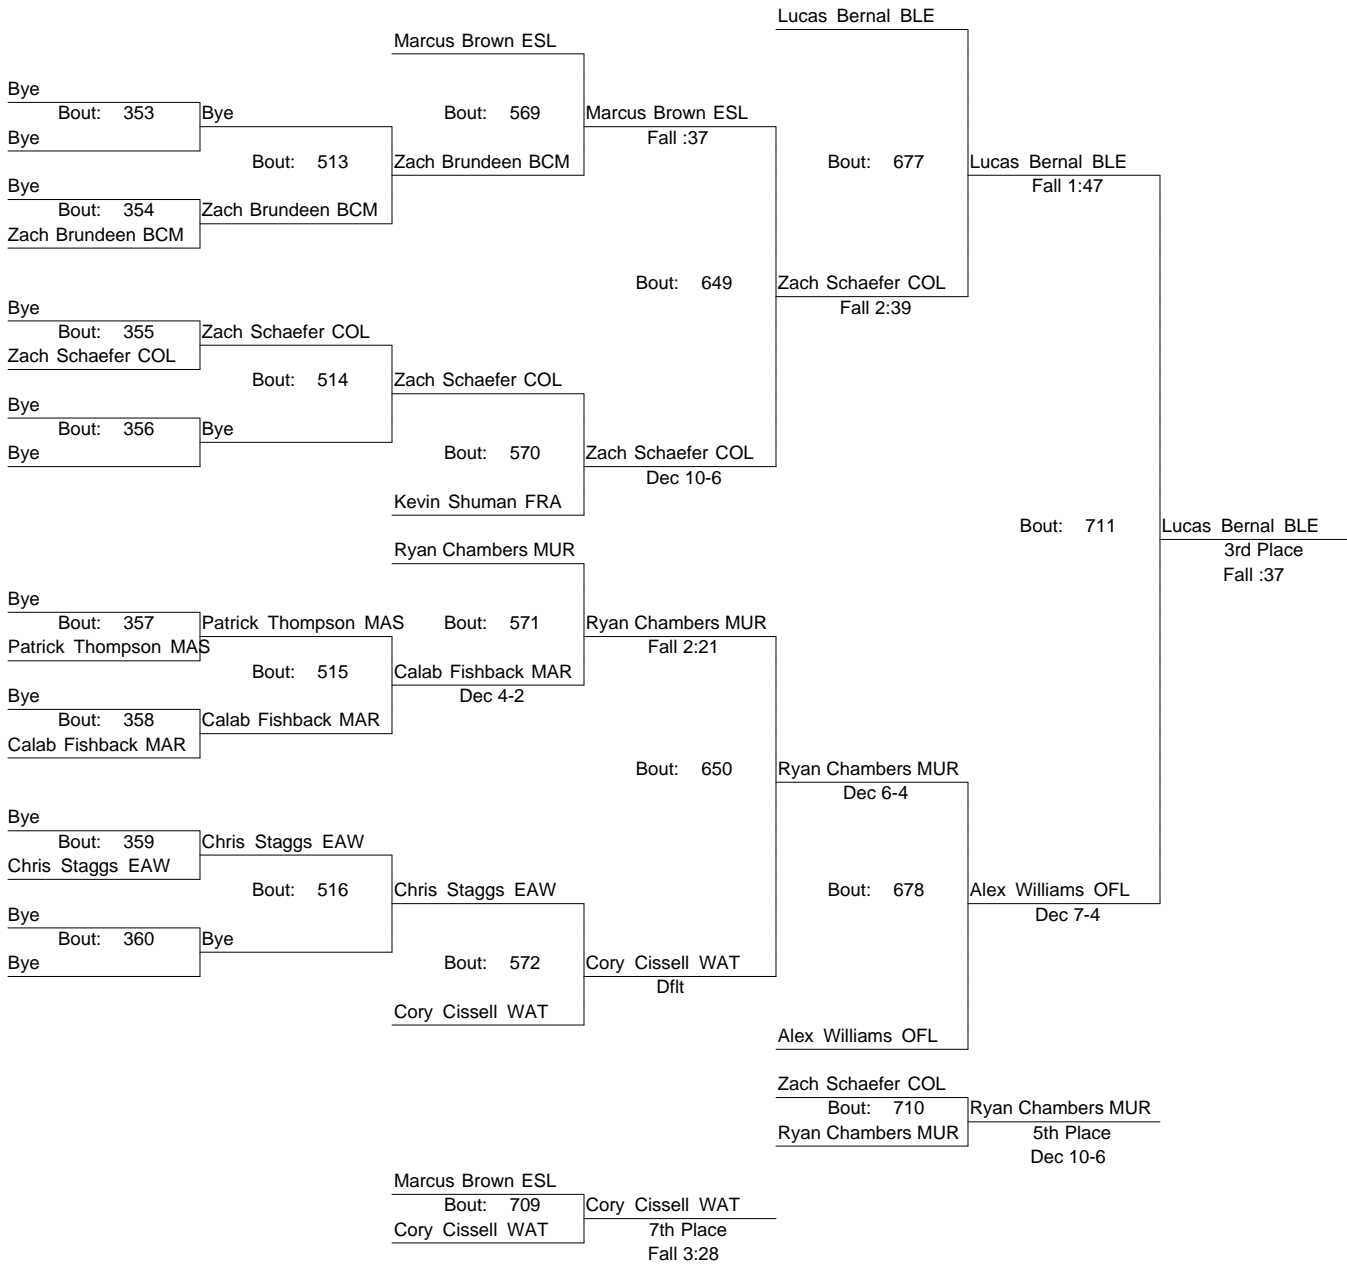 Lucas Bernal BLE
Marcus Brown ESL
Bye
Bout: 353
Bye
Bye
Bout: 569
Marcus Brown ESL
Fall :37
Bout: 513
Zach Brundeen BCM
Bout: 677
Lucas Bernal BLE
Fall 1:47
Bye
Bout: 354
Zach Brundeen BCM
Zach Brundeen BCM
Bout: 649
Zach Schaefer COL
Fall 2:39
Bye
Bout: 355
Zach Schaefer COL
Zach Schaefer COL
Bout: 514
Zach Schaefer COL
Bye
Bout: 356
Bye
Bye
Bout: 570
Zach Schaefer COL
Dec 10-6
Kevin Shuman FRA
Bout: 711
Lucas Bernal BLE
3rd Place
Fall :37
Ryan Chambers MUR
Bye
Bout: 357
Patrick Thompson MAS
Patrick Thompson MAS
Bout: 571
Ryan Chambers MUR
Fall 2:21
Bout: 515
Calab Fishback MAR
Dec 4-2
Bye
Bout: 358
Calab Fishback MAR
Calab Fishback MAR
Bout: 650
Ryan Chambers MUR
Dec 6-4
Bye
Bout: 359
Chris Staggs EAW
Chris Staggs EAW
Bout: 516
Chris Staggs EAW
Bout: 678
Alex Williams OFL
Dec 7-4
Bye
Bout: 360
Bye
Bye
Bout: 572
Cory Cissell WAT
Dflt
Cory Cissell WAT
Alex Williams OFL
Zach Schaefer COL
Bout: 710
Ryan Chambers MUR
Ryan Chambers MUR
5th Place
Dec 10-6
Marcus Brown ESL
Bout: 709
Cory Cissell WAT
Cory Cissell WAT
7th Place
Fall 3:28